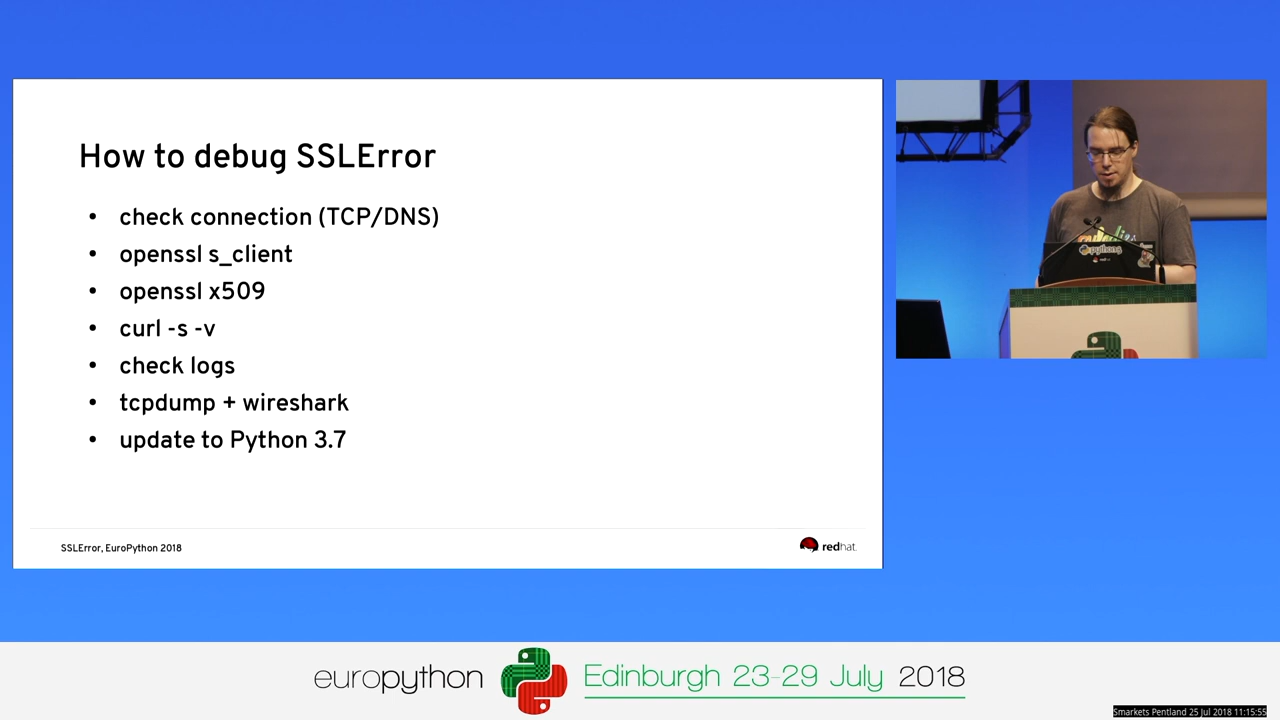 How to debug SSLError
• check connection (TCP/DNS)
• openssl s_client
• openssl x509
• curl -s -v
• check logs
• tcpdump + wireshark
• update to Python 3.7
SSLError, EuroPython 2018
redhat.
europython
Edinburgh 23-29 July 2018
Smarkets Pentland 25 Jul 2018 11:15:55